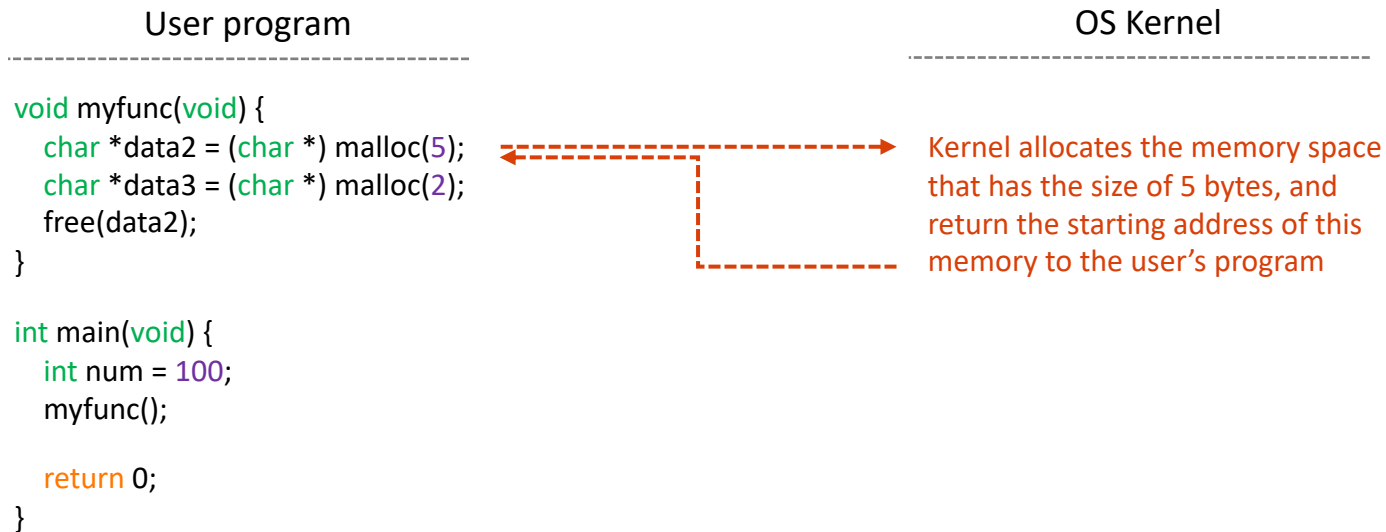 User program
OS Kernel
void myfunc(void) {
char *data2 = (char *) malloc(5);
char *data3 = (char *) malloc(2);
free(data2);
}
int main(void) {
int num = 100;
myfunc();
return 0;
}
Kernel allocates the memory space
that has the size of 5 bytes, and
return the starting address of this
memory to the user’s program